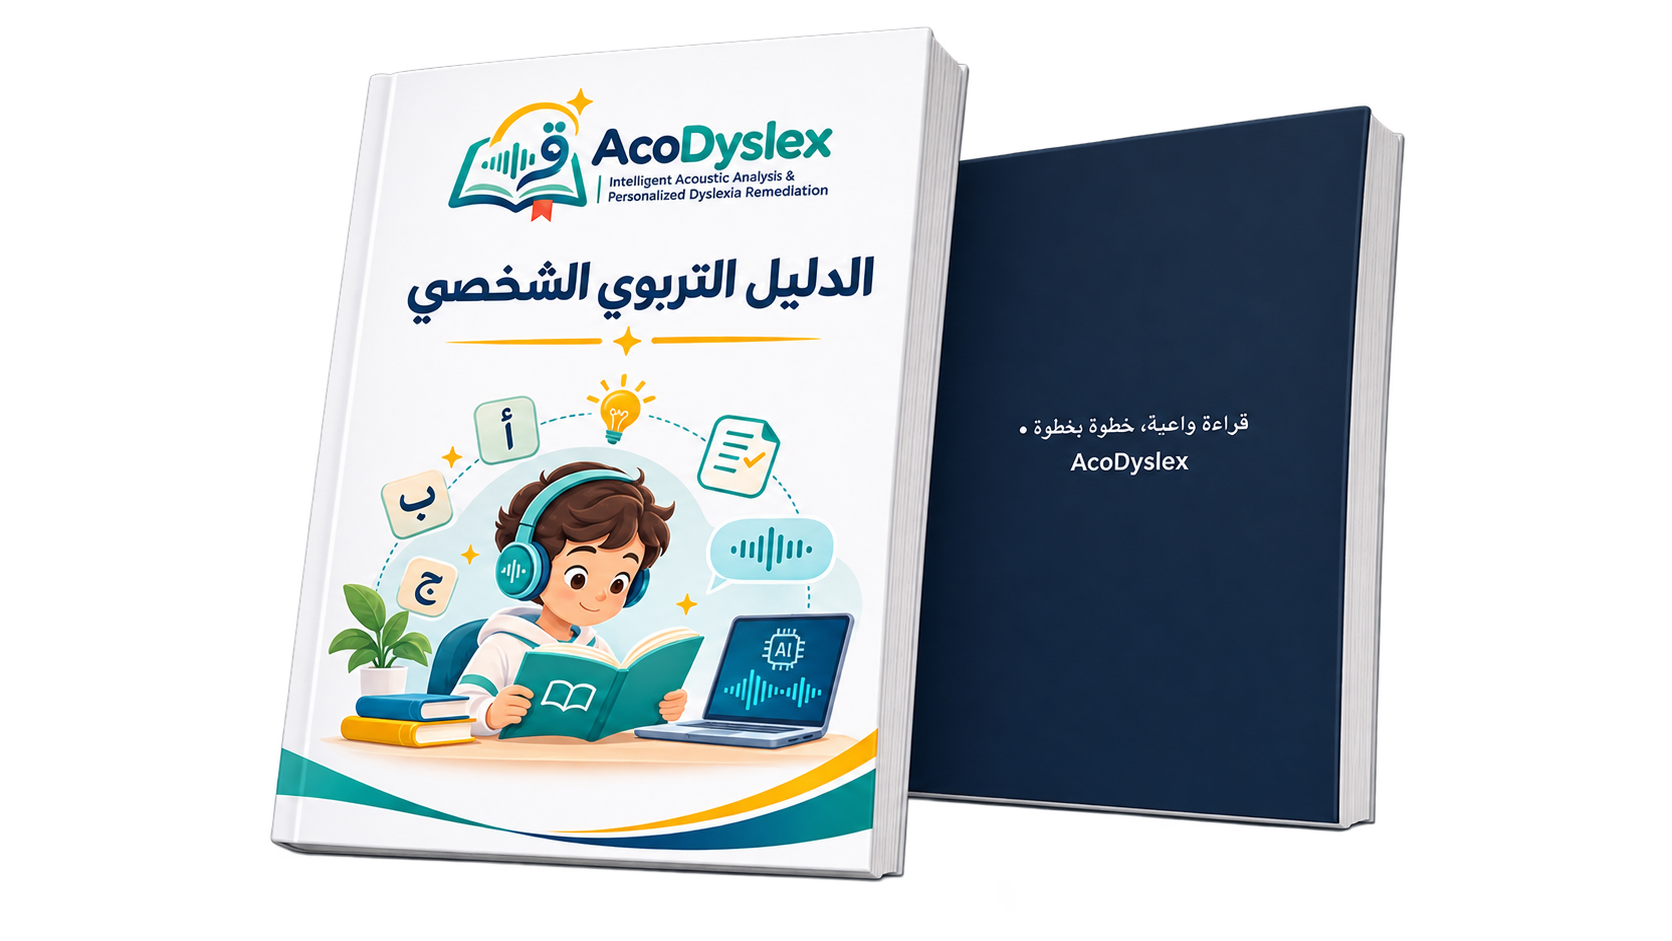 AcoDyslex
Intelligent Acoustic Analysis &
Personalized Dyslexia Remediation
الدليل التربوي الشخصي
أ
ب
ج
AI
قراءة واعية، خطوة بخطوة •
AcoDyslex